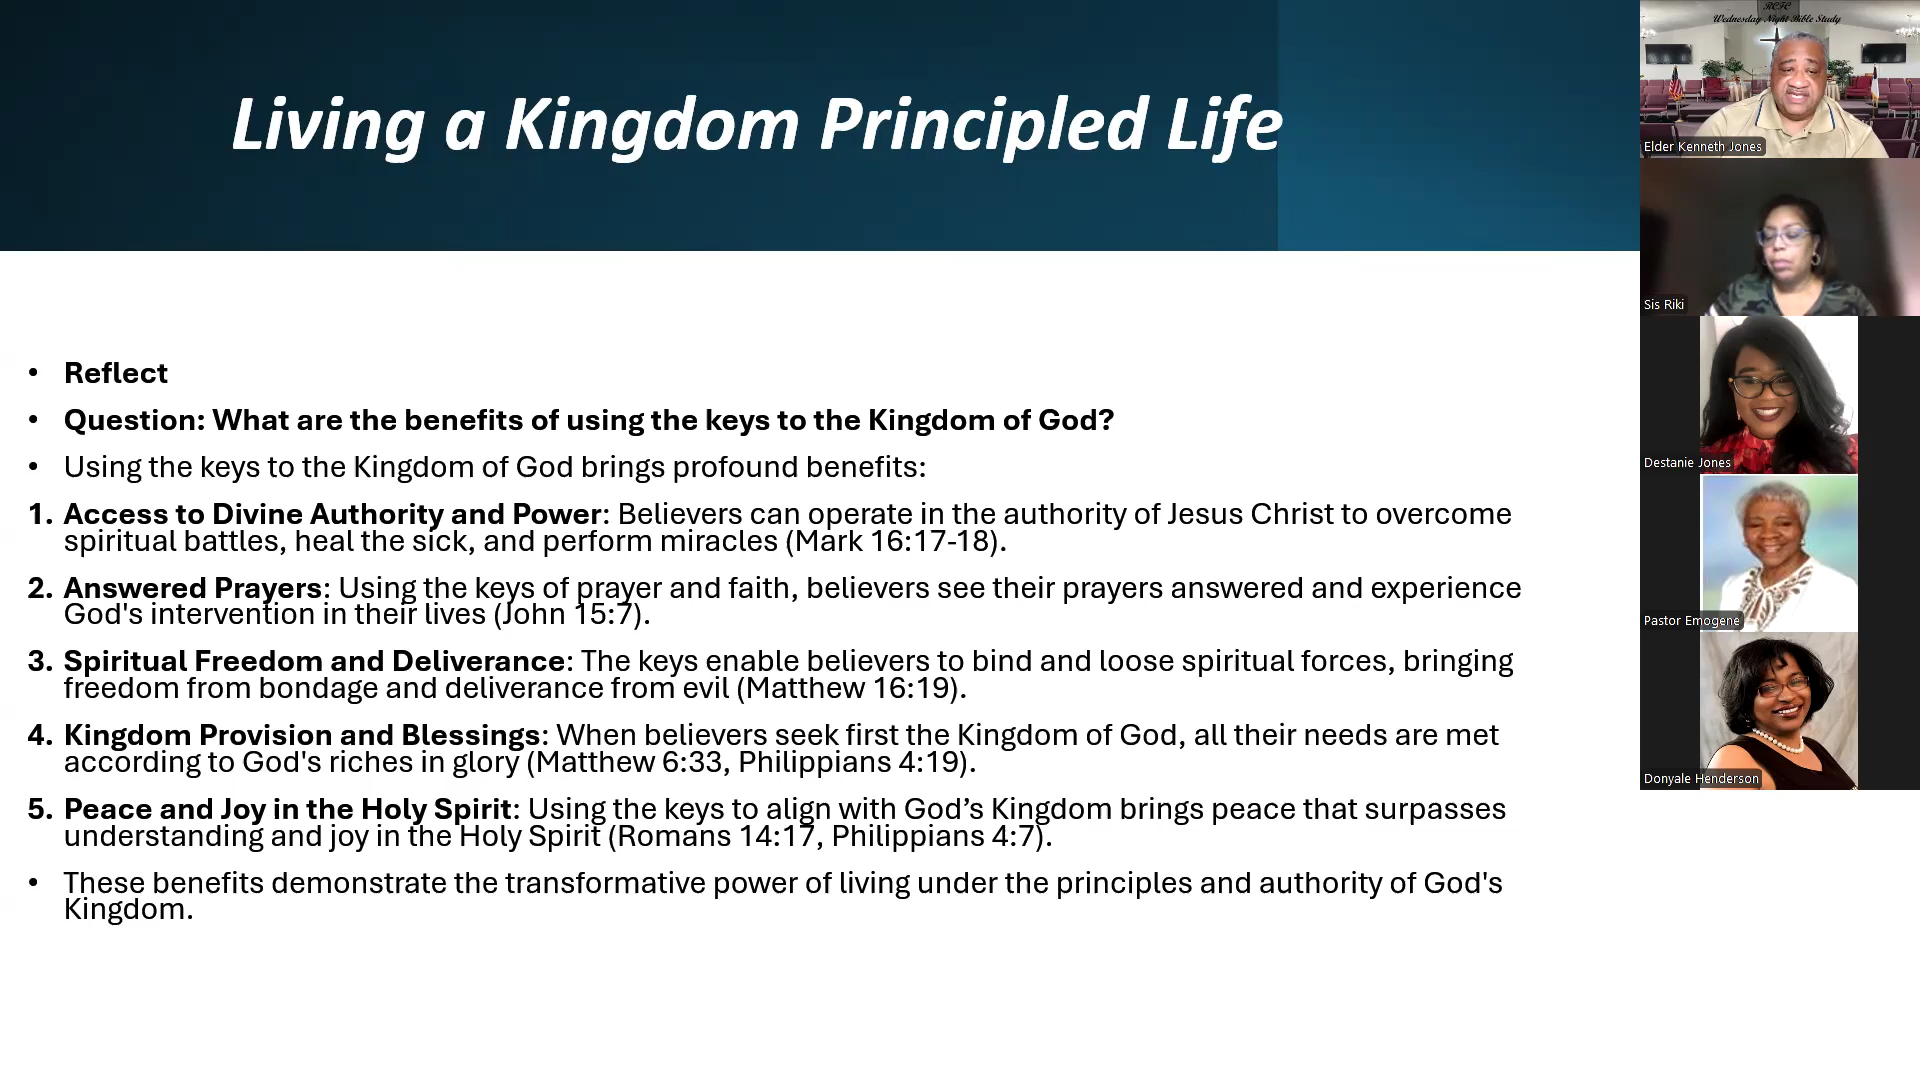 Living a Kingdom Principled Life
• Reflect
• Question: What are the benefits of using the keys to the Kingdom of God?
• Using the keys to the Kingdom of God brings profound benefits:
1. Access to Divine Authority and Power: Believers can operate in the authority of Jesus Christ to overcome
spiritual battles, heal the sick, and perform miracles (Mark 16:17-18).
2. Answered Prayers: Using the keys of prayer and faith, believers see their prayers answered and experience
God's intervention in their lives (John 15:7).
3. Spiritual Freedom and Deliverance: The keys enable believers to bind and loose spiritual forces, bringing
freedom from bondage and deliverance from evil (Matthew 16:19).
4. Kingdom Provision and Blessings: When believers seek first the Kingdom of God, all their needs are met
according to God's riches in glory (Matthew 6:33, Philippians 4:19).
5. Peace and Joy in the Holy Spirit: Using the keys to align with God’s Kingdom brings peace that surpasses
understanding and joy in the Holy Spirit (Romans 14:17, Philippians 4:7).
• These benefits demonstrate the transformative power of living under the principles and authority of God's
Kingdom.
RCFC
Wednesday Night Bible Study
Elder Kenneth Jones
Sis Riki
Destanie Jones
Pastor Emogene
Donyale Henderson